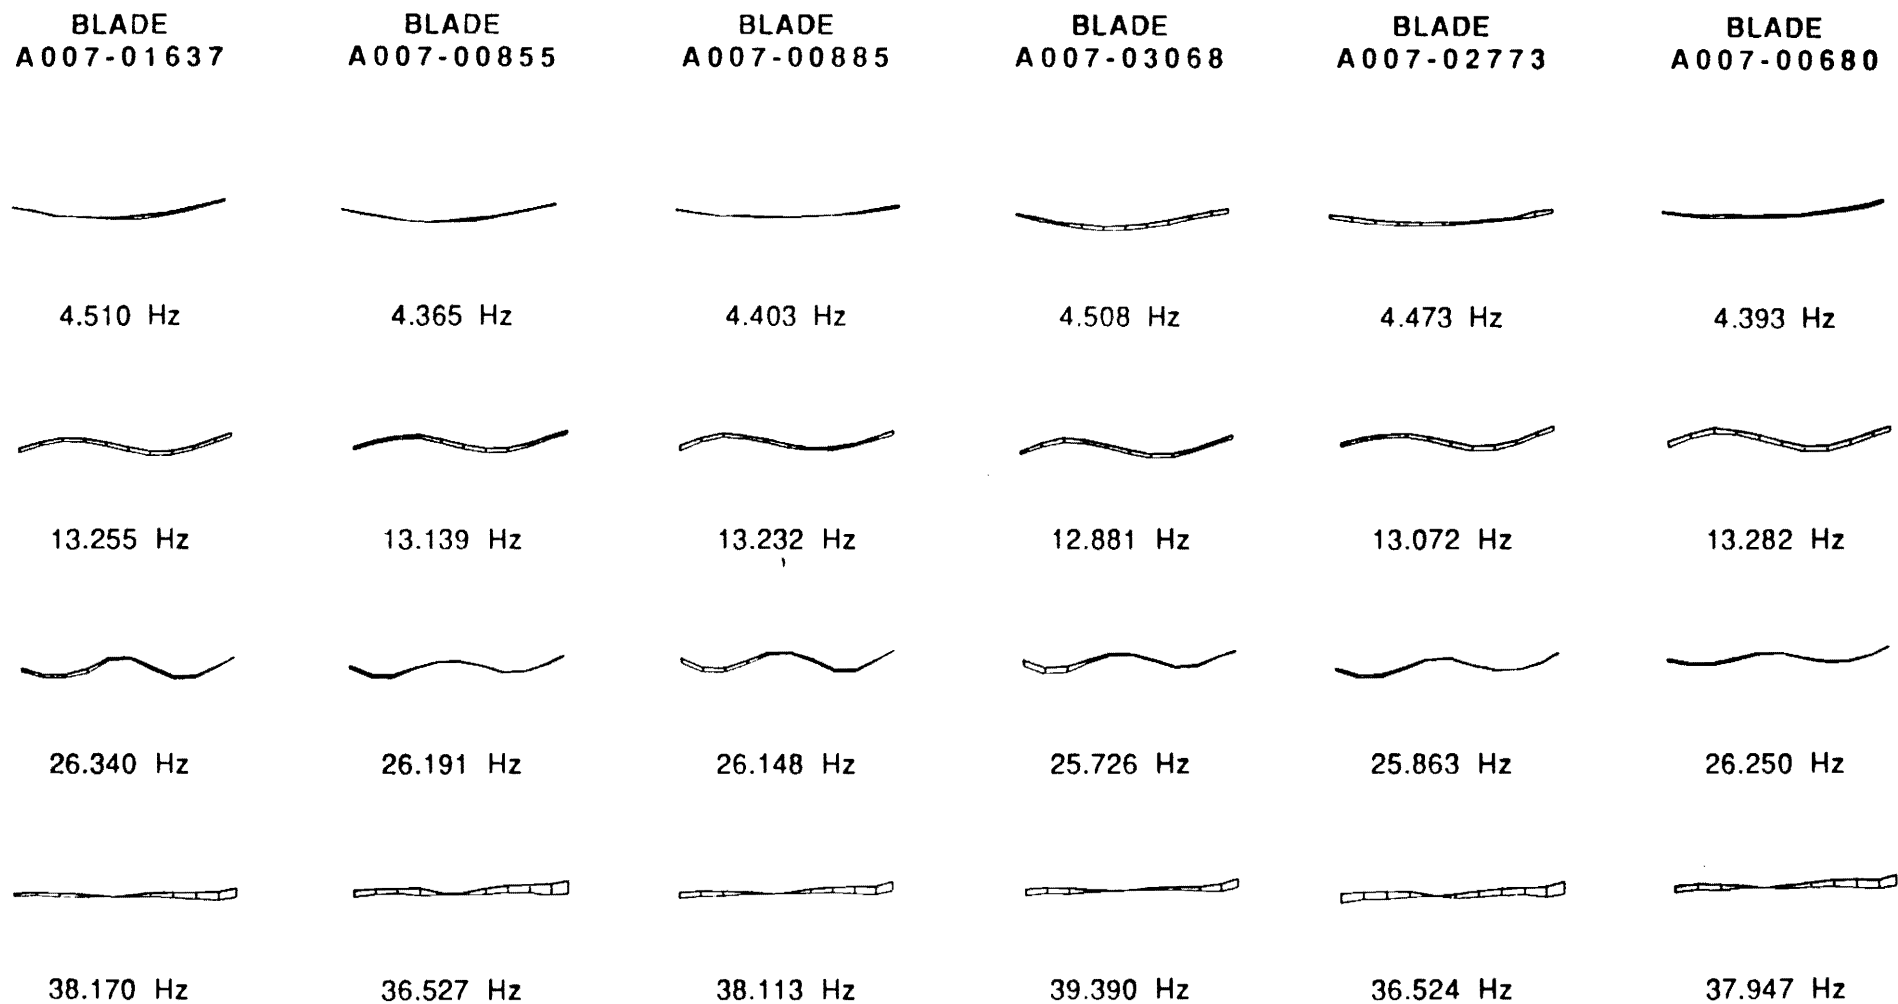 BLADE BLADE BLADE BLADE BLADE BLADE
A007-01637 A007-00855 A007-00885 A007-03068 A007-02773 A007-00680
4.510 Hz 4.365 Hz 4.403 Hz 4.508 Hz 4.473 Hz 4.393 Hz
13.255 Hz 13.139 Hz 13.232 Hz 12.881 Hz 13.072 Hz 13.282 Hz
26.340 Hz 26.191 Hz 26.148 Hz 25.726 Hz 25.863 Hz 26.250 Hz
38.170 Hz 36.527 Hz 38.113 Hz 39.390 Hz 36.524 Hz 37.947 Hz